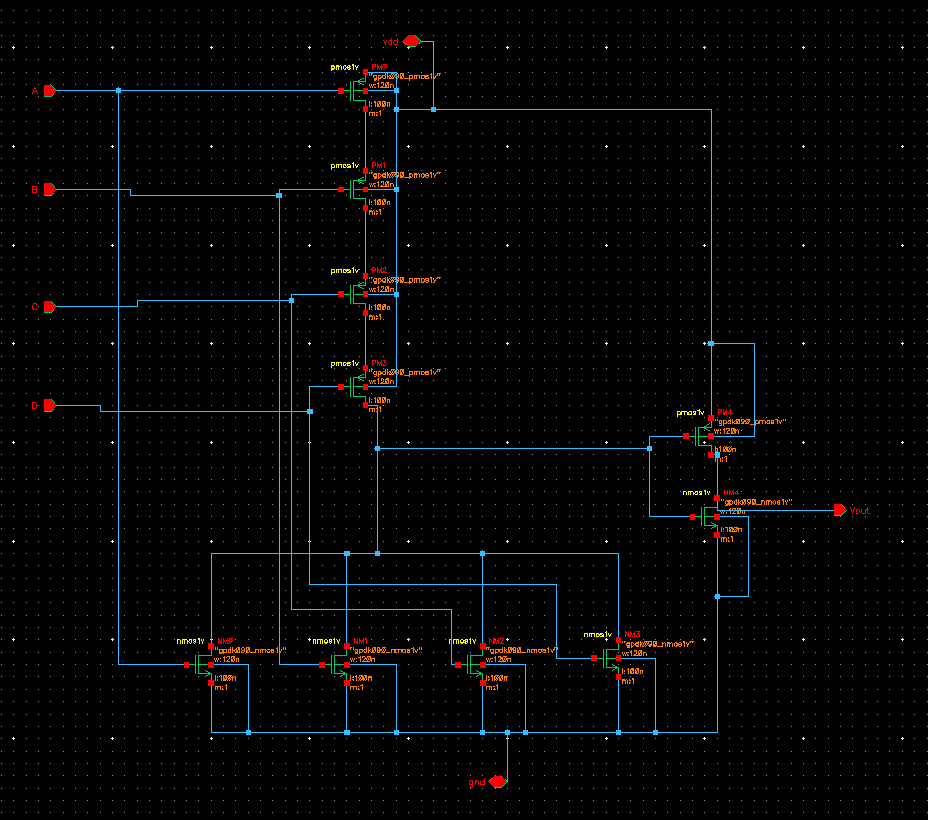 vdd
pmos1v PM0
"gpdk090_pmos1v"
w:120n
l:100n
m:1
A
pmos1v PM1
"gpdk090_pmos1v"
w:120n
l:100n
m:1
B
pmos1v PM2
"gpdk090_pmos1v"
w:120n
l:100n
m:1
C
pmos1v PM3
"gpdk090_pmos1v"
w:120n
l:100n
m:1
D
pmos1v PM4
"gpdk090_pmos1v"
w:120n
l:100n
m:1
nmos1v NM4
"gpdk090_nmos1v"
w:120n
l:100n
m:1
Vout
nmos1v NM0
"gpdk090_nmos1v"
w:120n
l:100n
m:1
nmos1v NM1
"gpdk090_nmos1v"
w:120n
l:100n
m:1
nmos1v NM2
"gpdk090_nmos1v"
w:120n
l:100n
m:1
nmos1v NM3
"gpdk090_nmos1v"
w:120n
l:100n
m:1
gnd